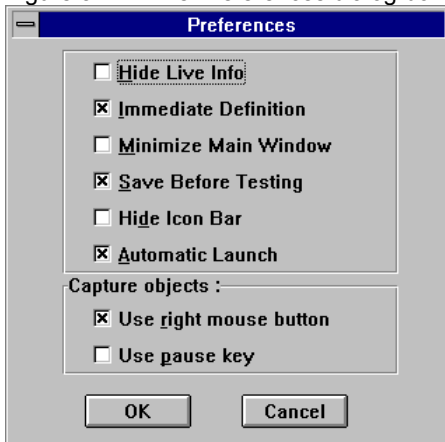 Preferences
Hide Live Info
Immediate Definition
Minimize Main Window
Save Before Testing
Hide Icon Bar
Automatic Launch
Capture objects :
Use right mouse button
Use pause key
OK Cancel